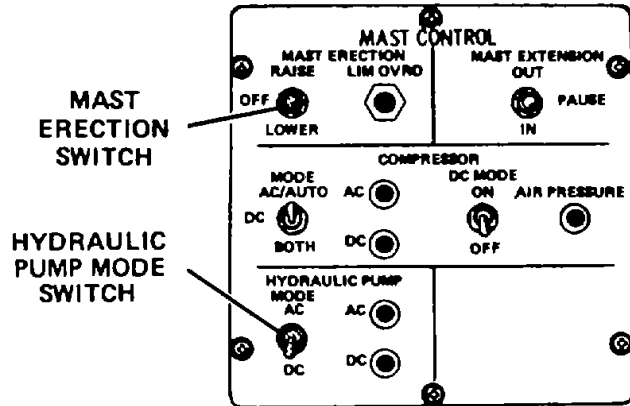 MAST CONTROL
MAST ERECTION
RAISE LIM OVRD
OFF
LOWER
MAST EXTENSION
OUT
PAUSE
IN
COMPRESSOR
MODE
AC/AUTO
DC
BOTH
AC
DC
DC MODE
ON
OFF
AIR PRESSURE
HYDRAULIC PUMP
MODE
AC
DC
AC
DC
MAST
ERECTION
SWITCH
HYDRAULIC
PUMP MODE
SWITCH